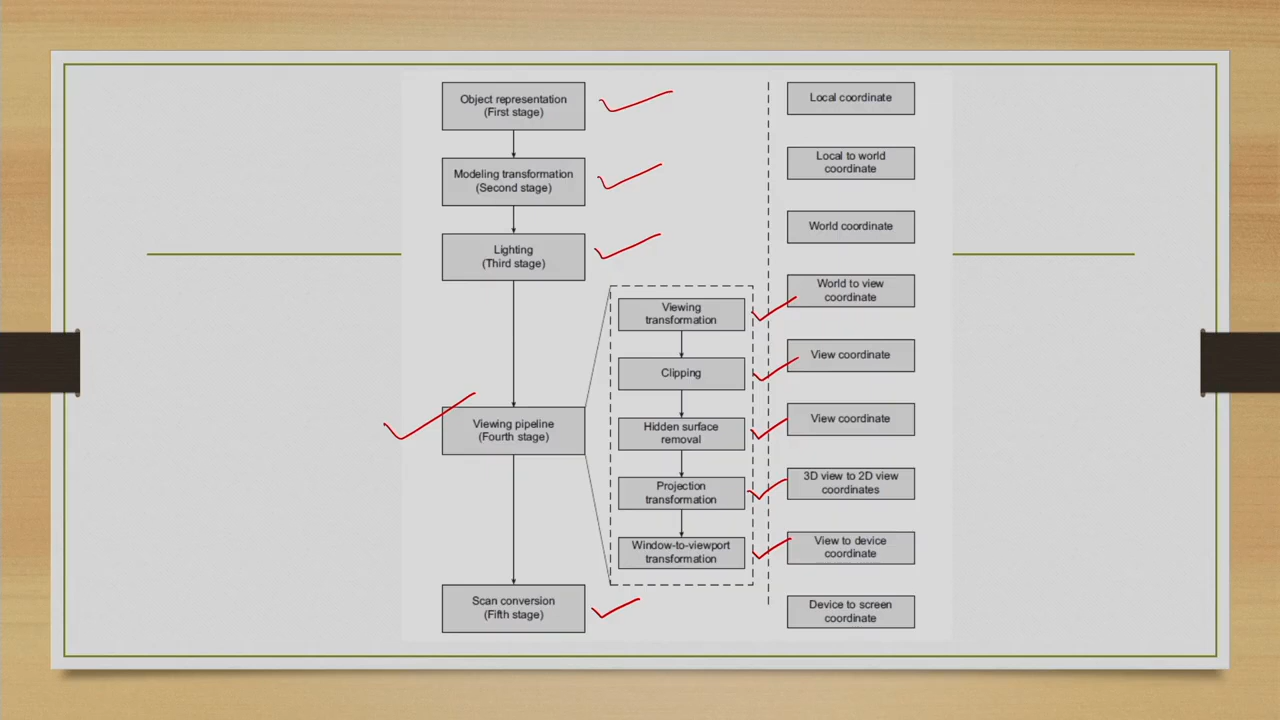 Object representation
(First stage)
Modeling transformation
(Second stage)
Lighting
(Third stage)
Viewing pipeline
(Fourth stage)
Scan conversion
(Fifth stage)
Viewing
transformation
Clipping
Hidden surface
removal
Projection
transformation
Window-to-viewport
transformation
Local coordinate
Local to world
coordinate
World coordinate
World to view
coordinate
View coordinate
View coordinate
3D view to 2D view
coordinates
View to device
coordinate
Device to screen
coordinate